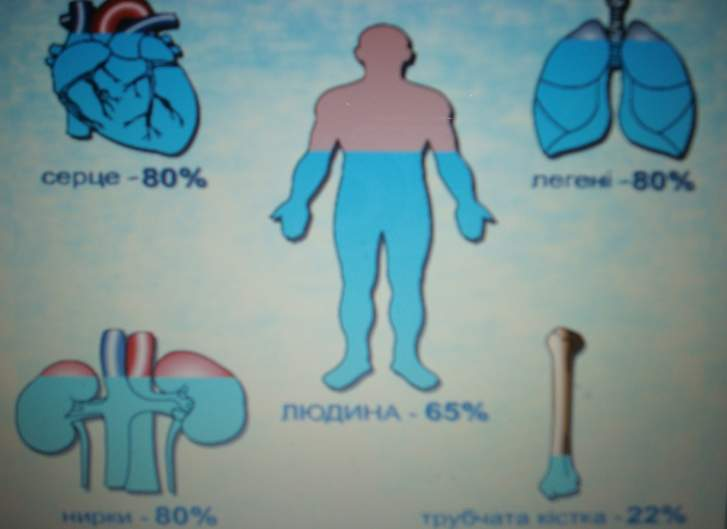 серце - 80%
легені - 80%
ЛЮДИНА - 65%
нирки - 80%
трубчата кістка - 22%